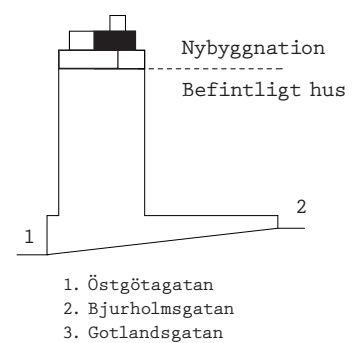 Nybyggnation
Befintligt hus
2
1
1. Östgötagatan
2. Bjurholmsgatan
3. Gotlandsgatan